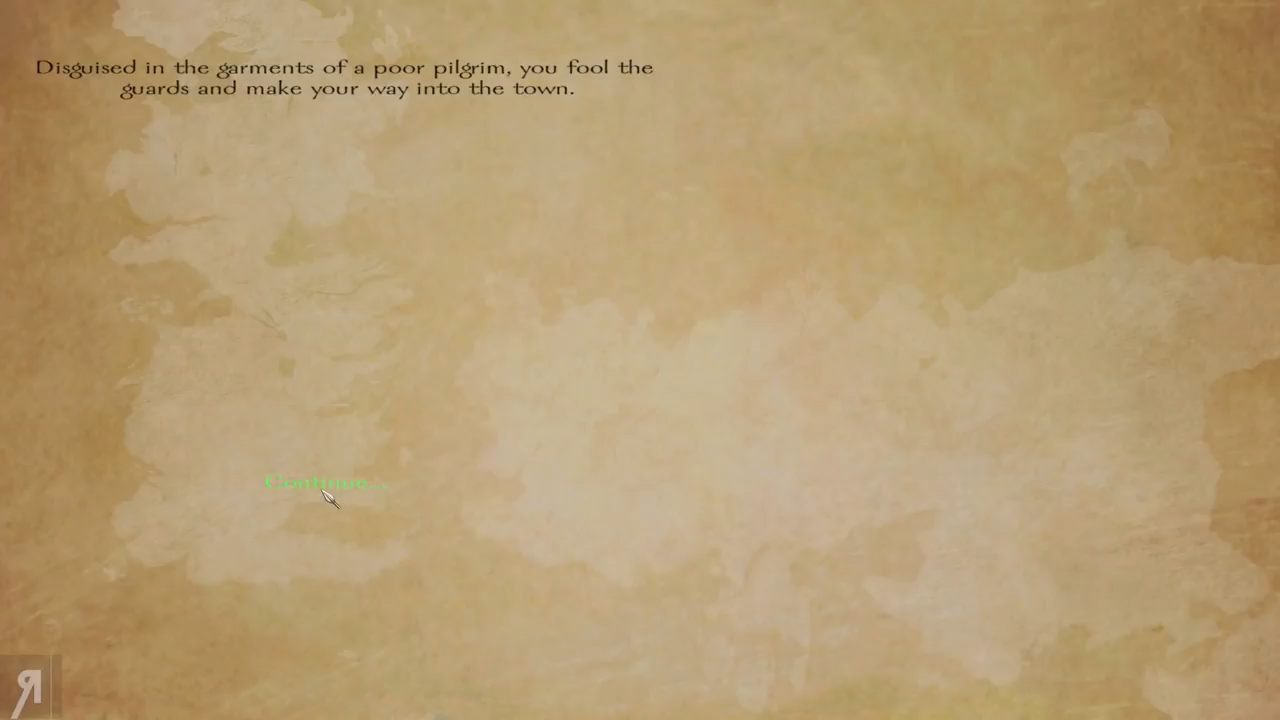 Disguised in the garments of a poor pilgrim, you fool the
guards and make your way into the town.
Continue...